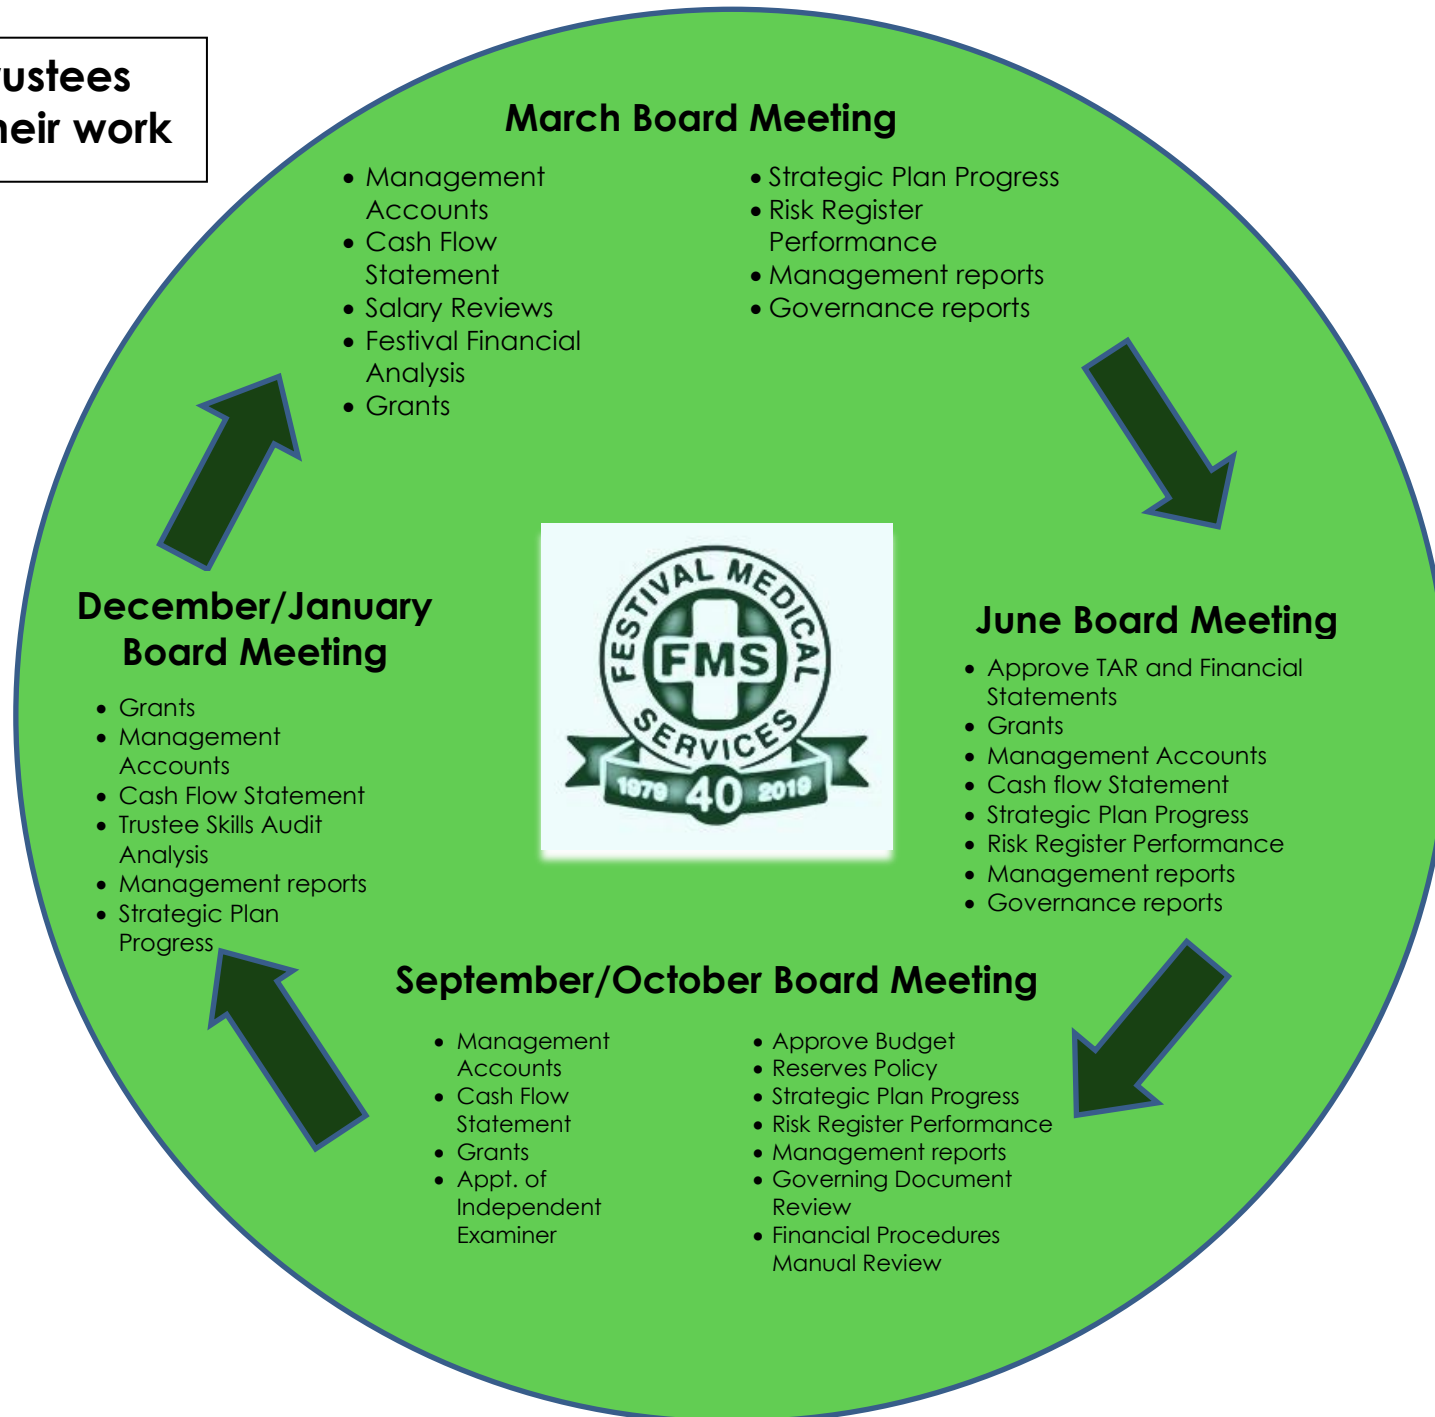 rustees
heir work
March Board Meeting
• Management
Accounts
• Cash Flow
Statement
• Salary Reviews
• Festival Financial
Analysis
• Grants
• Strategic Plan Progress
• Risk Register
Performance
• Management reports
• Governance reports
December/January
Board Meeting
• Grants
• Management
Accounts
• Cash Flow Statement
• Trustee Skills Audit
Analysis
• Management reports
• Strategic Plan
Progress
FESTIVAL MEDICAL
FMS
SERVICES
1979 40 2019
June Board Meeting
• Approve TAR and Financial
Statements
• Grants
• Management Accounts
• Cash flow Statement
• Strategic Plan Progress
• Risk Register Performance
• Management reports
• Governance reports
September/October Board Meeting
• Management
Accounts
• Cash Flow
Statement
• Grants
• Appt. of
Independent
Examiner
• Approve Budget
• Reserves Policy
• Strategic Plan Progress
• Risk Register Performance
• Management reports
• Governing Document
Review
• Financial Procedures
Manual Review